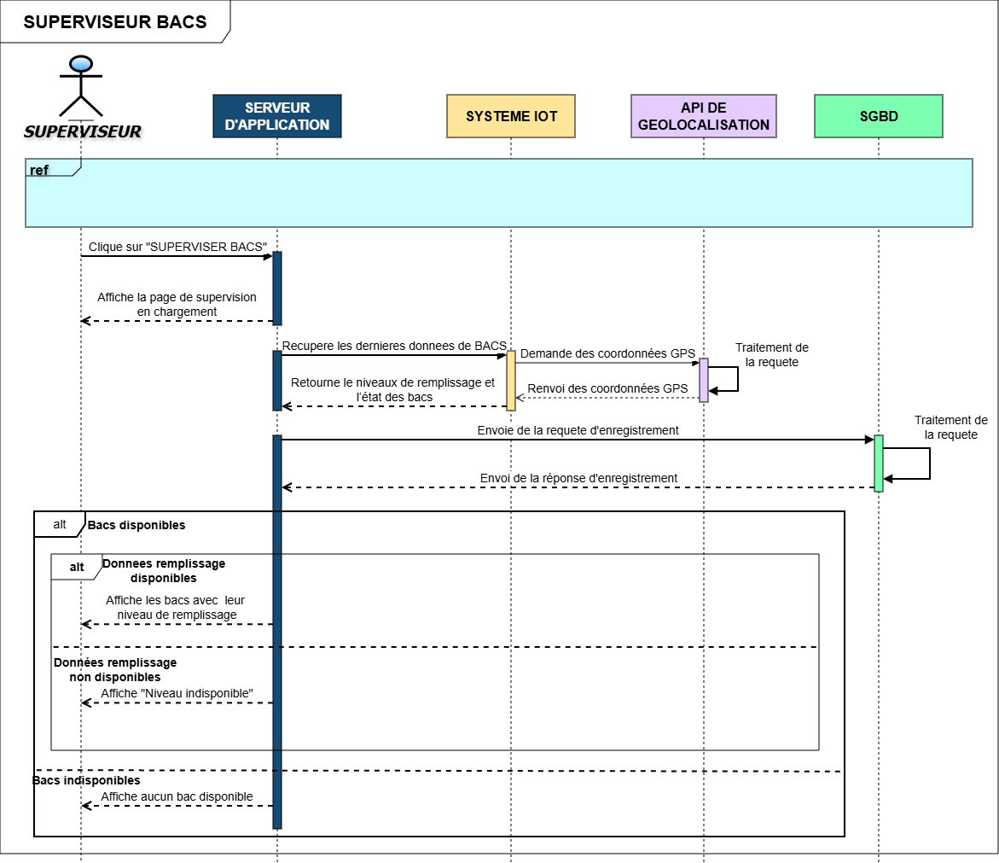 SUPERVISEUR BACS
SUPERVISEUR
SERVEUR
D'APPLICATION
SYSTEME IOT
API DE
GEOLOCALISATION
SGBD
ref
Clique sur "SUPERVISER BACS"
Affiche la page de supervision
en chargement
Recupere les dernieres donnees de BACS
Demande des coordonnées GPS
Traitement de
la requete
Retourne le niveaux de remplissage et
l'état des bacs
Renvoi des coordonnées GPS
Envoie de la requete d'enregistrement
Traitement de
la requete
Envoi de la réponse d'enregistrement
alt
Bacs disponibles
alt
Donnees remplissage
disponibles
Affiche les bacs avec leur
niveau de remplissage
Données remplissage
non disponibles
Affiche "Niveau indisponible"
Bacs indisponibles
Affiche aucun bac disponible